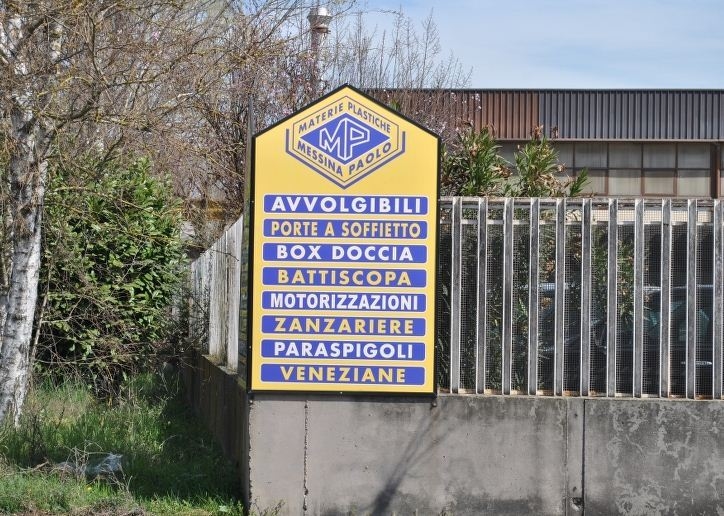 MATERIE PLASTICHE
MP
MESSINA PAOLO
AVVOLGIBILI
PORTE A SOFFIETTO
BOX DOCCIA
BATTISCOPA
MOTORIZZAZIONI
ZANZARIERE
PARASPIGOLI
VENEZIANE